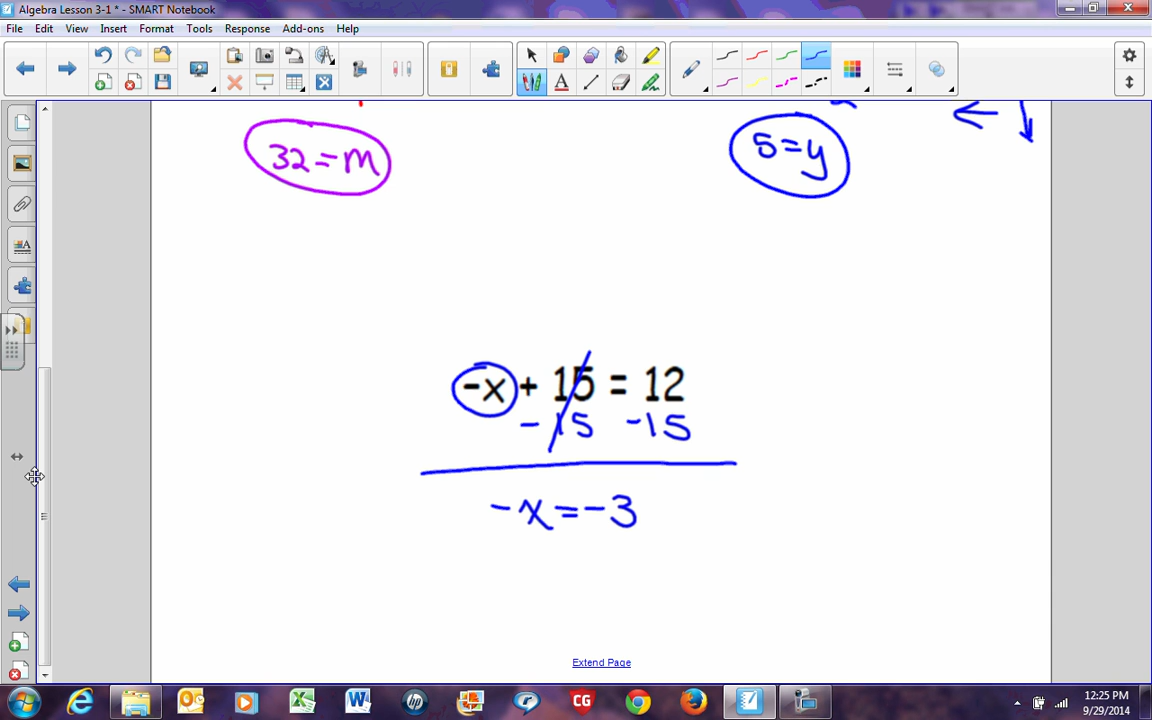 Algebra Lesson 3-1 * - SMART Notebook
File Edit View Insert Format Tools Response Add-ons Help
32=m
5=y
-x + 15 = 12
-15 -15
-x=-3
Extend Page
12:25 PM
9/29/2014